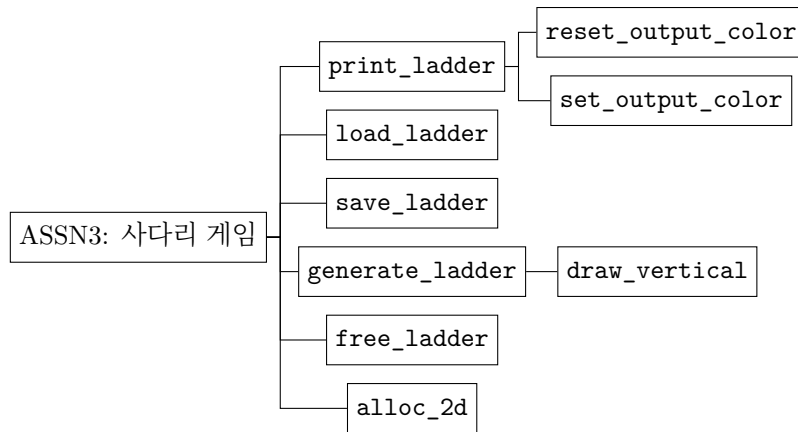 reset_output_color
print_ladder
set_output_color
load_ladder
save_ladder
ASSN3: 사다리 게임
generate_ladder
draw_vertical
free_ladder
alloc_2d